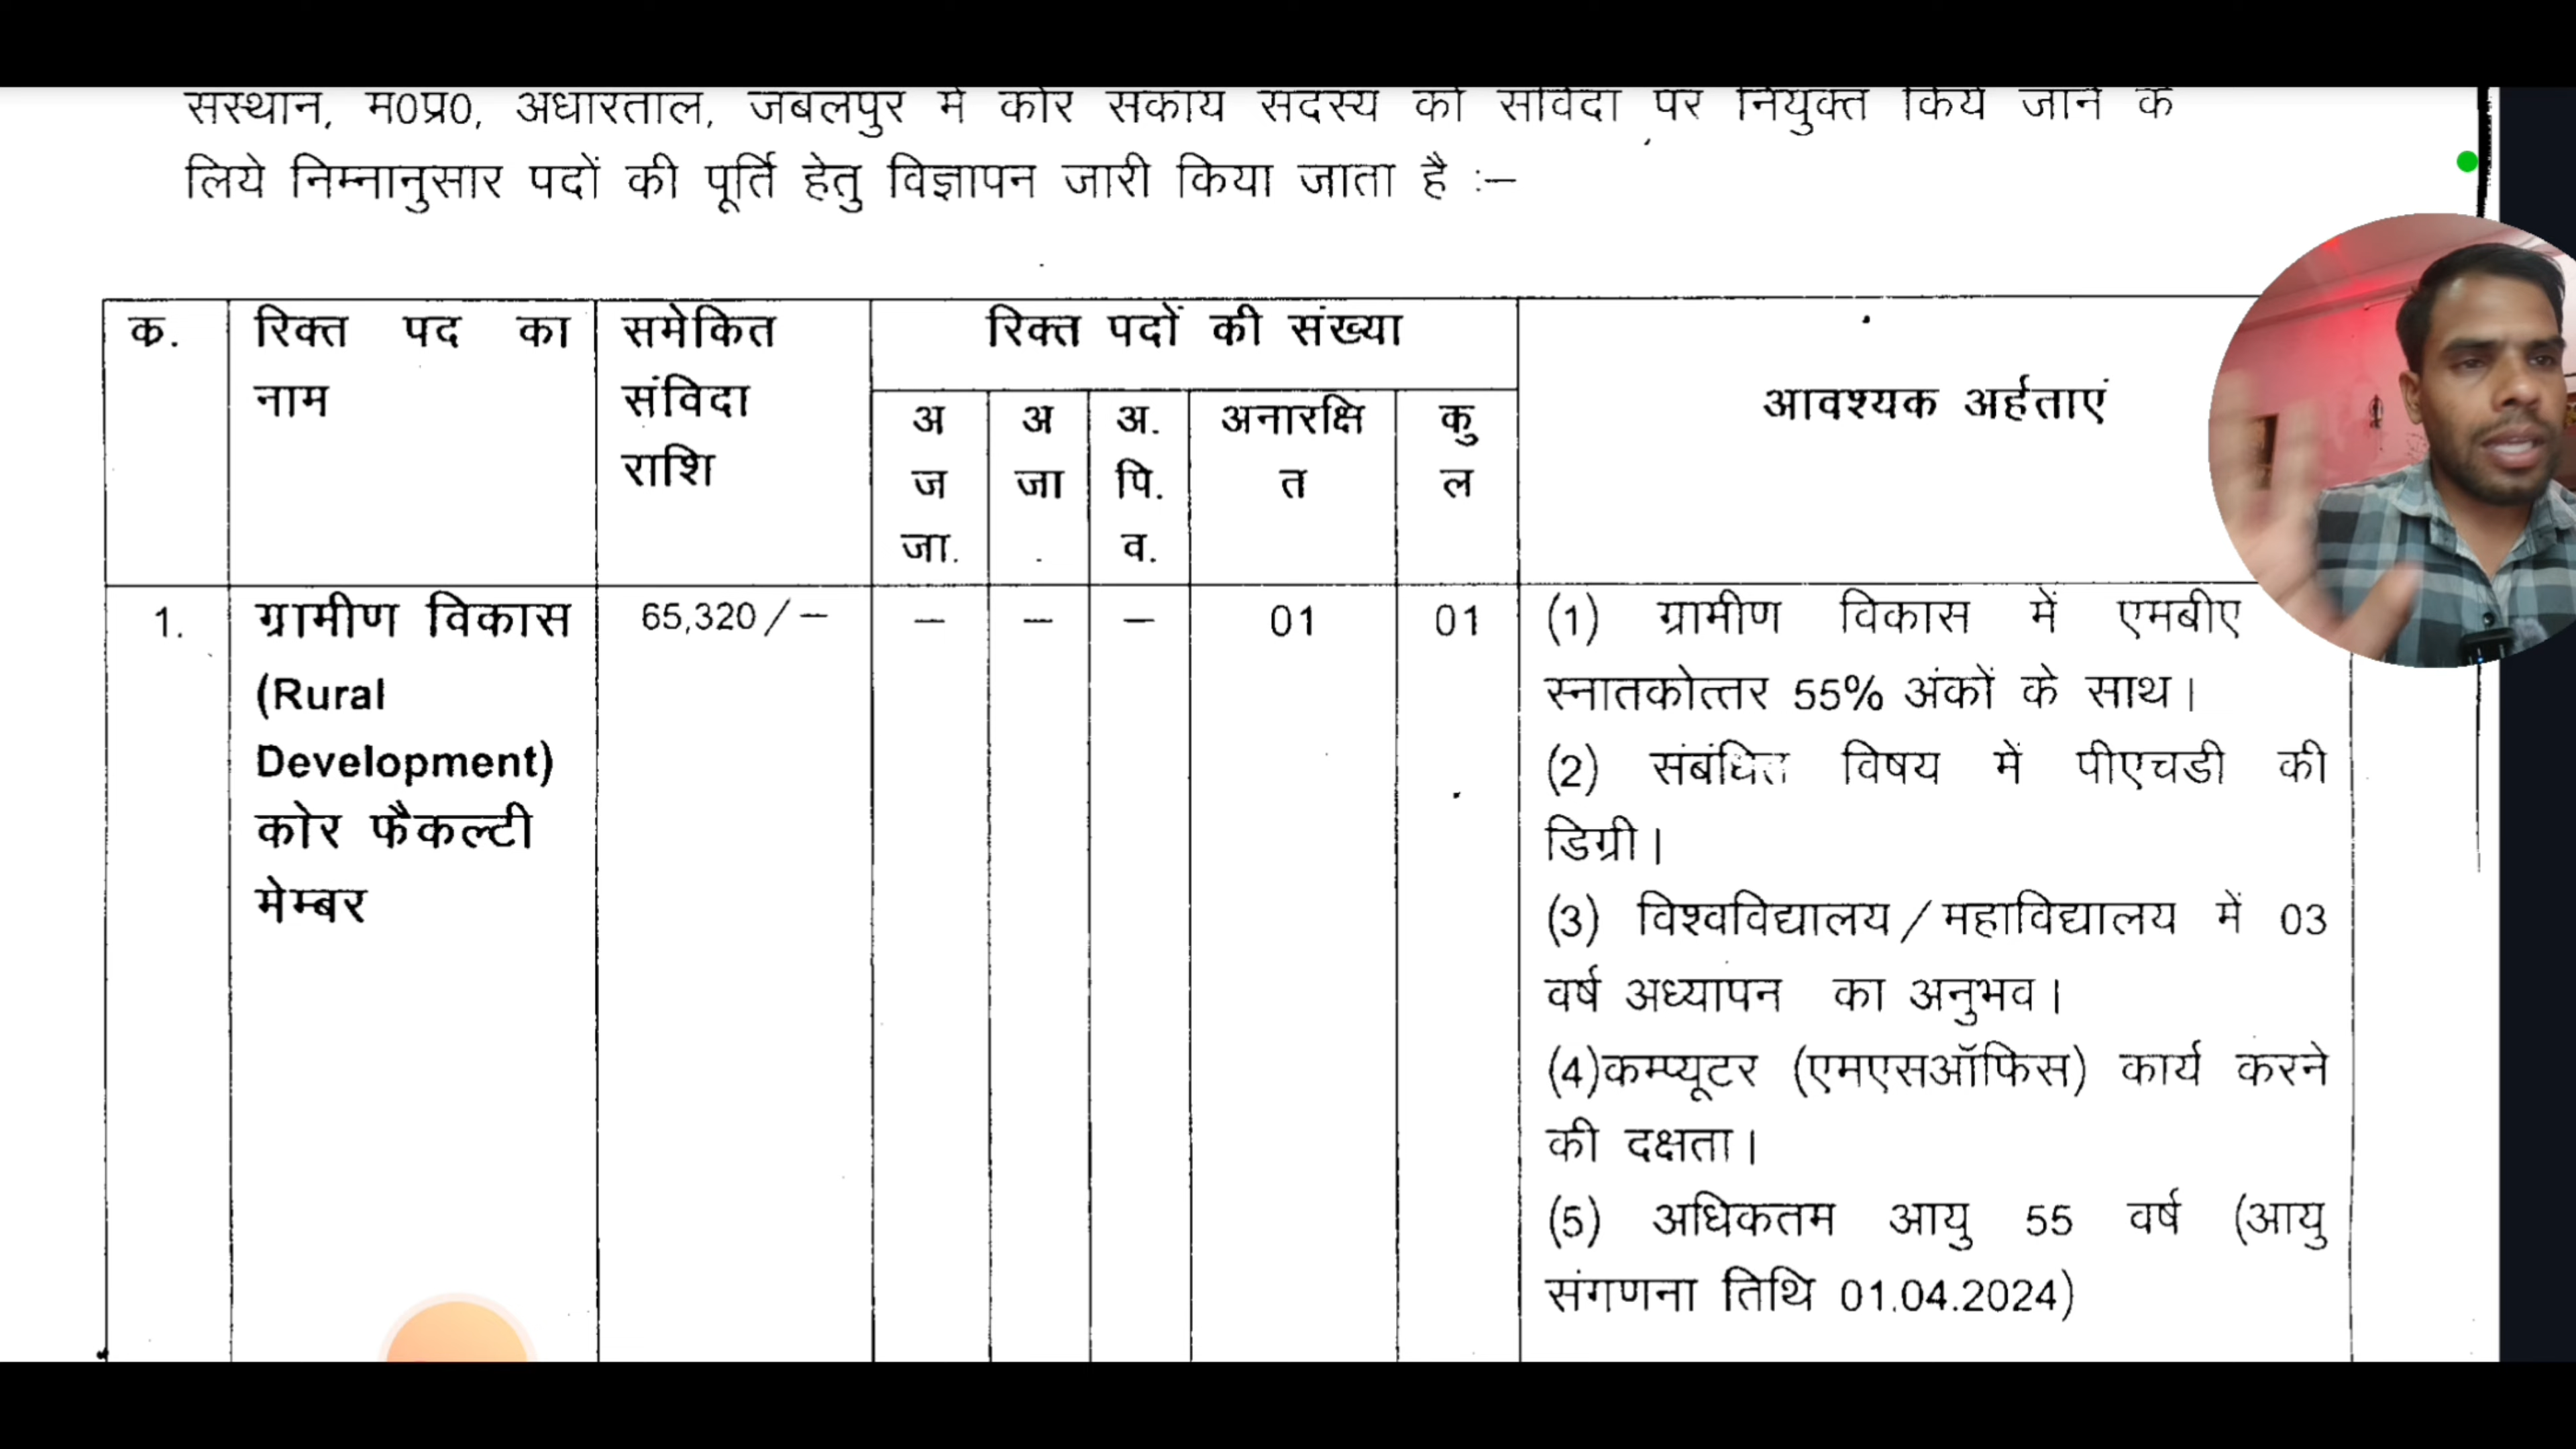 संस्थान, म0प्र0, अधारताल, जबलपुर में कोर संकाय सदस्य को संविदा पर नियुक्त किये जाने के
लिये निम्नानुसार पदों की पूर्ति हेतु विज्ञापन जारी किया जाता है :–
क. रिक्त पद का नाम
समेकित संविदा राशि
रिक्त पदों की संख्या
अ ज जा.
अ जा .
अ. पि. व.
अनारक्षि त
कु ल
आवश्यक अर्हताएं
1. ग्रामीण विकास
(Rural
Development)
कोर फैकल्टी
मेम्बर
65,320/–
– – – 01 01
(1) ग्रामीण विकास में एमबीए
स्नातकोत्तर 55% अंकों के साथ।
(2) संबंधित विषय में पीएचडी की
डिग्री।
(3) विश्वविद्यालय/महाविद्यालय में 03
वर्ष अध्यापन का अनुभव।
(4)कम्प्यूटर (एमएसऑफिस) कार्य करने
की दक्षता।
(5) अधिकतम आयु 55 वर्ष (आयु
संगणना तिथि 01.04.2024)